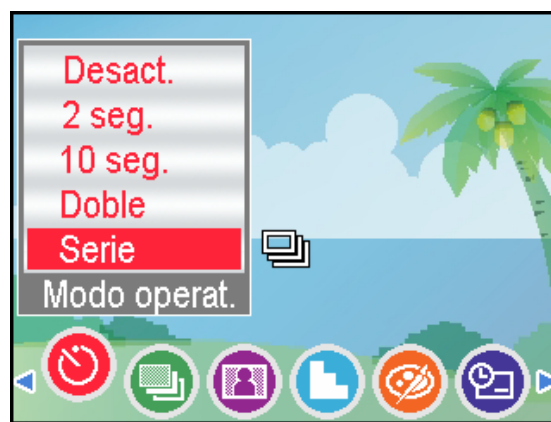 Desact.
2 seg.
10 seg.
Doble
Serie
Modo operat.